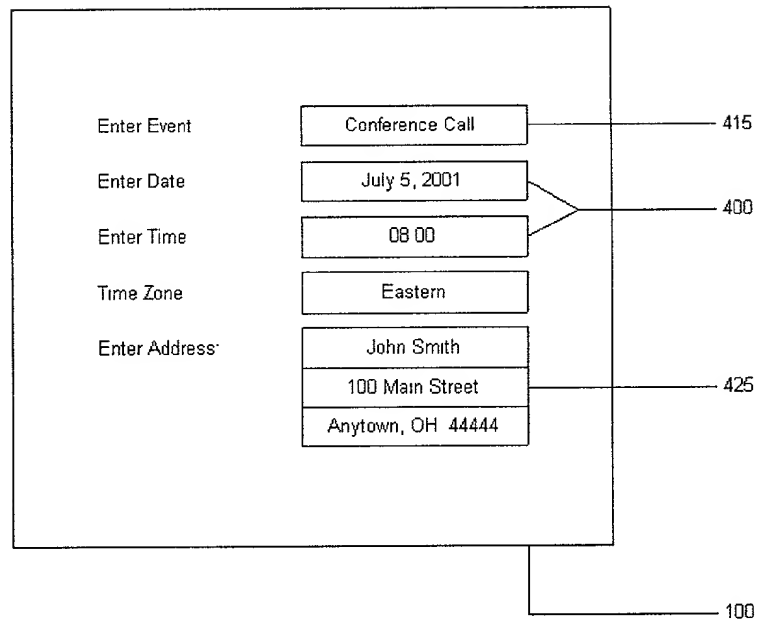 Enter Event Conference Call 415
Enter Date July 5, 2001
400
Enter Time 08 00
Time Zone Eastern
Enter Address: John Smith
100 Main Street 425
Anytown, OH 44444
100